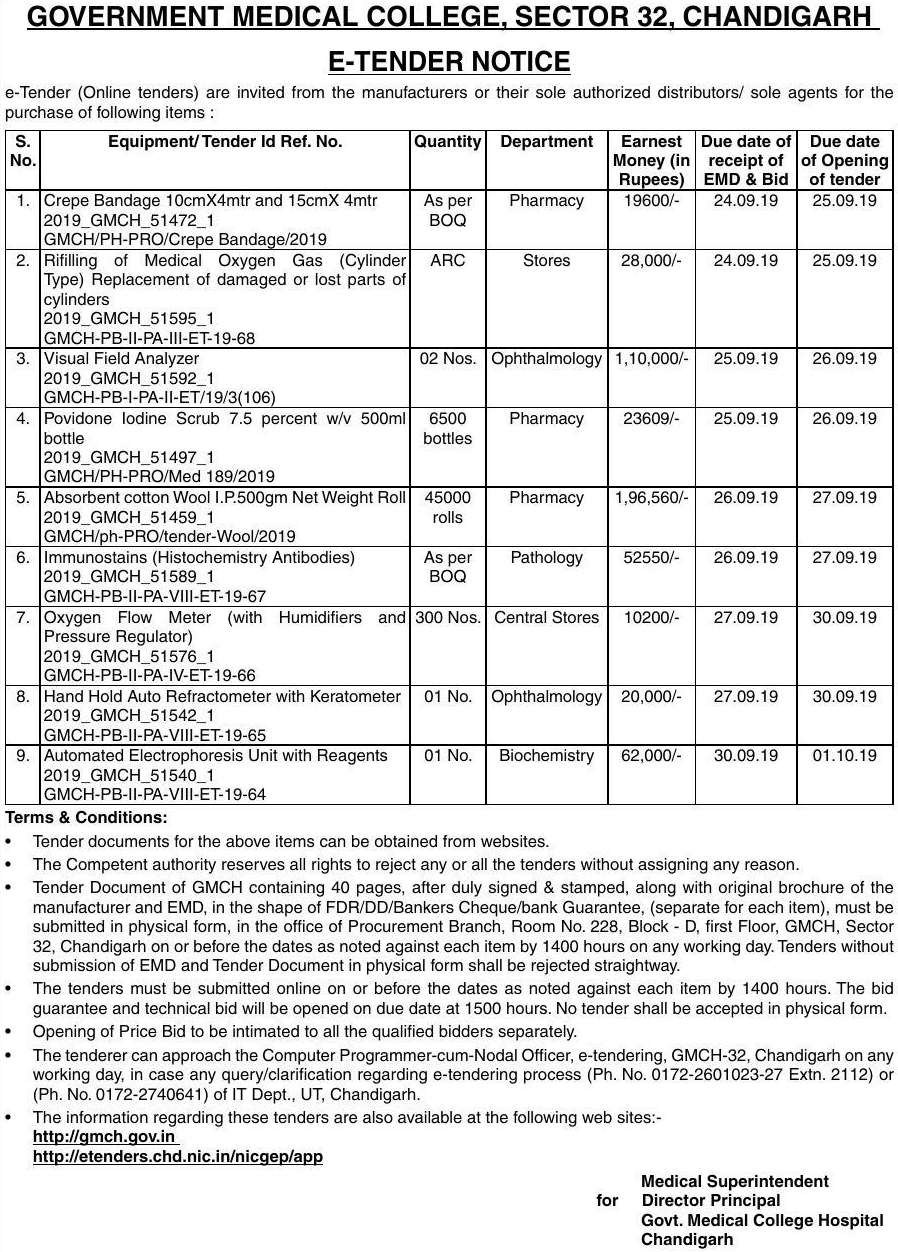 GOVERNMENT MEDICAL COLLEGE, SECTOR 32, CHANDIGARH
E-TENDER NOTICE
e-Tender (Online tenders) are invited from the manufacturers or their sole authorized distributors/ sole agents for the
purchase of following items :
S. No. Equipment/ Tender Id Ref. No. Quantity Department Earnest Money (in Rupees) Due date of receipt of EMD & Bid Due date of Opening of tender
1. Crepe Bandage 10cmX4mtr and 15cmX 4mtr As per BOQ Pharmacy 19600/- 24.09.19 25.09.19
2019_GMCH_51472_1
GMCH/PH-PRO/Crepe Bandage/2019
2. Rifilling of Medical Oxygen Gas (Cylinder ARC Stores 28,000/- 24.09.19 25.09.19
Type) Replacement of damaged or lost parts of
cylinders
2019_GMCH_51595_1
GMCH-PB-II-PA-III-ET-19-68
3. Visual Field Analyzer 02 Nos. Ophthalmology 1,10,000/- 25.09.19 26.09.19
2019_GMCH_51592_1
GMCH-PB-I-PA-II-ET/19/3(106)
4. Povidone Iodine Scrub 7.5 percent w/v 500ml 6500 bottles Pharmacy 23609/- 25.09.19 26.09.19
bottle
2019_GMCH_51497_1
GMCH/PH-PRO/Med 189/2019
5. Absorbent cotton Wool I.P.500gm Net Weight Roll 45000 rolls Pharmacy 1,96,560/- 26.09.19 27.09.19
2019_GMCH_51459_1
GMCH/ph-PRO/tender-Wool/2019
6. Immunostains (Histochemistry Antibodies) As per BOQ Pathology 52550/- 26.09.19 27.09.19
2019_GMCH_51589_1
GMCH-PB-II-PA-VIII-ET-19-67
7. Oxygen Flow Meter (with Humidifiers and 300 Nos. Central Stores 10200/- 27.09.19 30.09.19
Pressure Regulator)
2019_GMCH_51576_1
GMCH-PB-II-PA-IV-ET-19-66
8. Hand Hold Auto Refractometer with Keratometer 01 No. Ophthalmology 20,000/- 27.09.19 30.09.19
2019_GMCH_51542_1
GMCH-PB-II-PA-VIII-ET-19-65
9. Automated Electrophoresis Unit with Reagents 01 No. Biochemistry 62,000/- 30.09.19 01.10.19
2019_GMCH_51540_1
GMCH-PB-II-PA-VIII-ET-19-64
Terms & Conditions:
• Tender documents for the above items can be obtained from websites.
• The Competent authority reserves all rights to reject any or all the tenders without assigning any reason.
• Tender Document of GMCH containing 40 pages, after duly signed & stamped, along with original brochure of the
manufacturer and EMD, in the shape of FDR/DD/Bankers Cheque/bank Guarantee, (separate for each item), must be
submitted in physical form, in the office of Procurement Branch, Room No. 228, Block - D, first Floor, GMCH, Sector
32, Chandigarh on or before the dates as noted against each item by 1400 hours on any working day. Tenders without
submission of EMD and Tender Document in physical form shall be rejected straightway.
• The tenders must be submitted online on or before the dates as noted against each item by 1400 hours. The bid
guarantee and technical bid will be opened on due date at 1500 hours. No tender shall be accepted in physical form.
• Opening of Price Bid to be intimated to all the qualified bidders separately.
• The tenderer can approach the Computer Programmer-cum-Nodal Officer, e-tendering, GMCH-32, Chandigarh on any
working day, in case any query/clarification regarding e-tendering process (Ph. No. 0172-2601023-27 Extn. 2112) or
(Ph. No. 0172-2740641) of IT Dept., UT, Chandigarh.
• The information regarding these tenders are also available at the following web sites:-
http://gmch.gov.in
http://etenders.chd.nic.in/nicgep/app
Medical Superintendent
for Director Principal
Govt. Medical College Hospital
Chandigarh